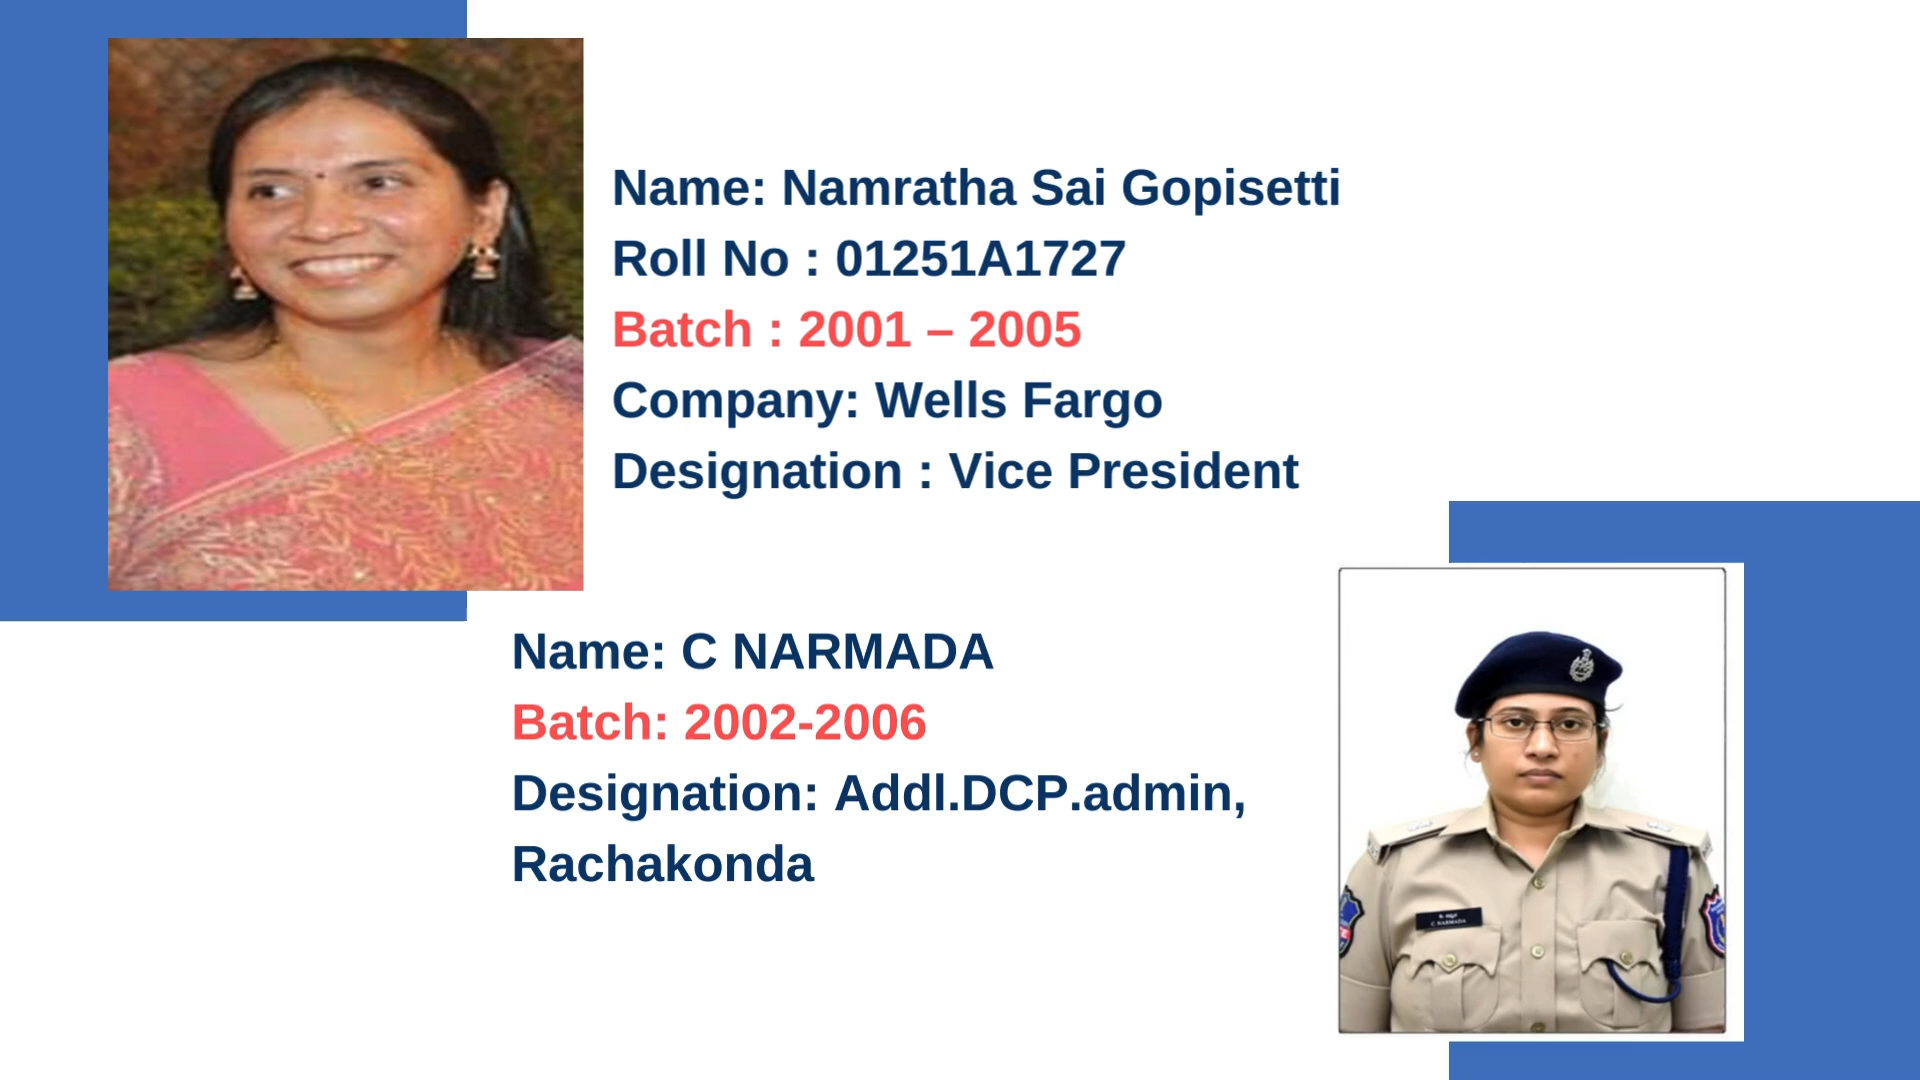 Name: Namratha Sai Gopisetti
Roll No : 01251A1727
Batch : 2001 – 2005
Company: Wells Fargo
Designation : Vice President
Name: C NARMADA
Batch: 2002-2006
Designation: Addl.DCP.admin,
Rachakonda
C NARMADA